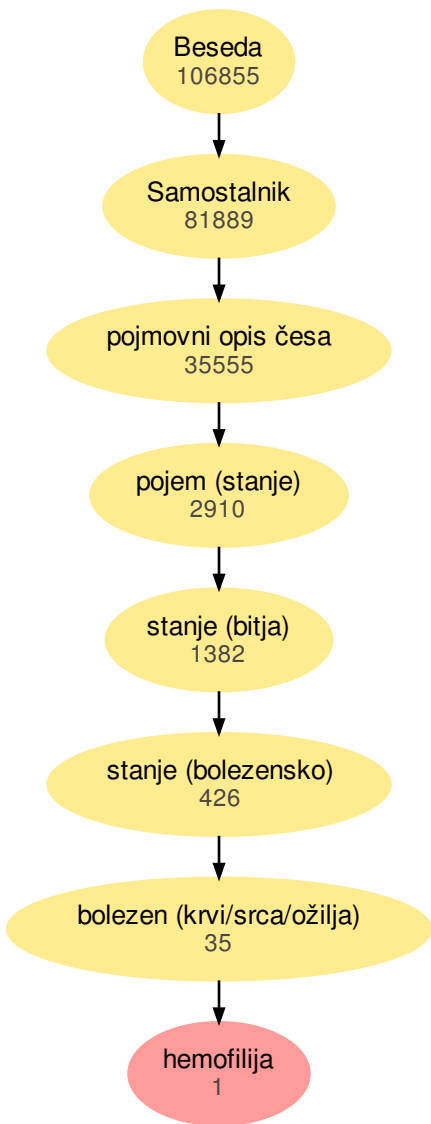 Beseda
106855
Samostalnik
81889
pojmovni opis česa
35555
pojem (stanje)
2910
stanje (bitja)
1382
stanje (bolezensko)
426
bolezen (krvi/srca/ožilja)
35
hemofilija
1